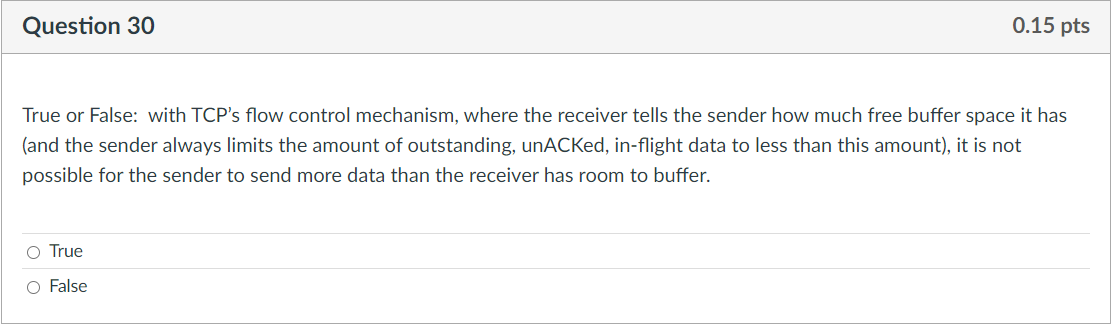 Question 30
0.15 pts
True or False:  with TCP's flow control mechanism, where the receiver tells the sender how much free buffer space it has
(and the sender always limits the amount of outstanding, unACKed, in-flight data to less than this amount), it is not
possible for the sender to send more data than the receiver has room to buffer.
True
False